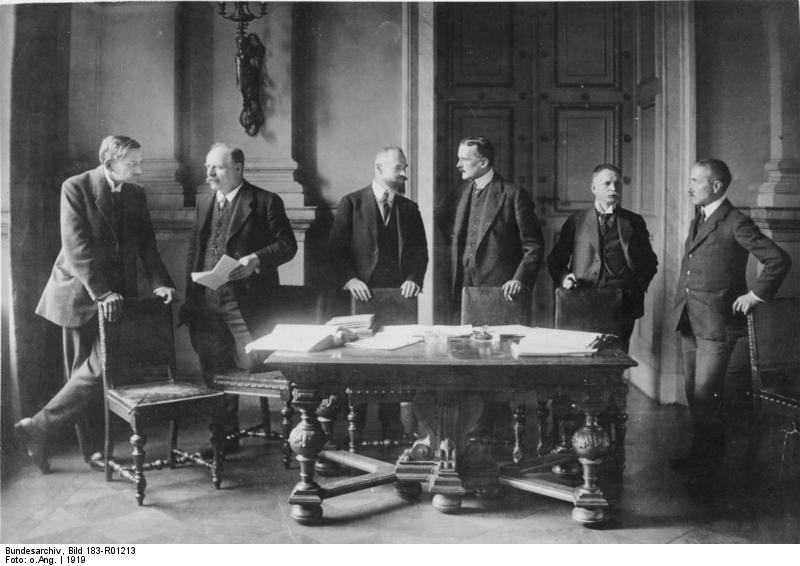 Bundesarchiv, Bild 183-R01213
Foto: o.Ang. | 1919